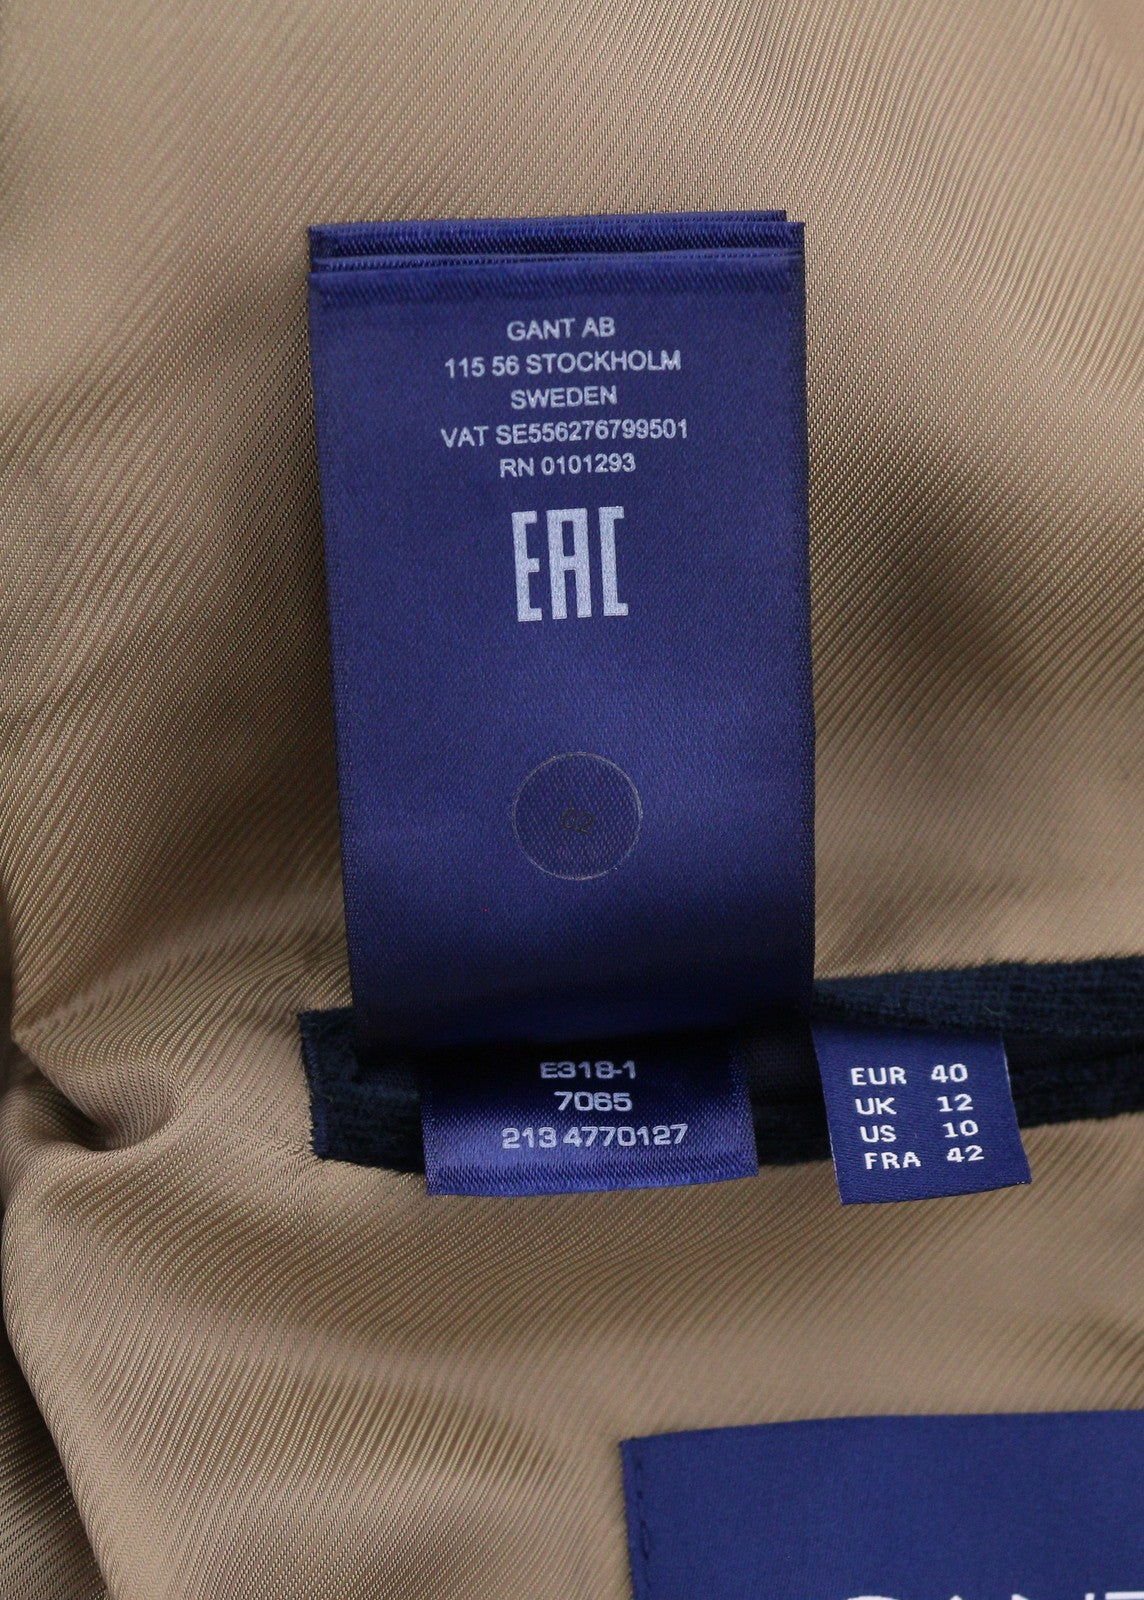 GANT AB
115 56 STOCKHOLM
SWEDEN
VAT SE556276799501
RN 0101293
EAC
E318-1
7065
213 4770127
EUR 40
UK 12
US 10
FRA 42